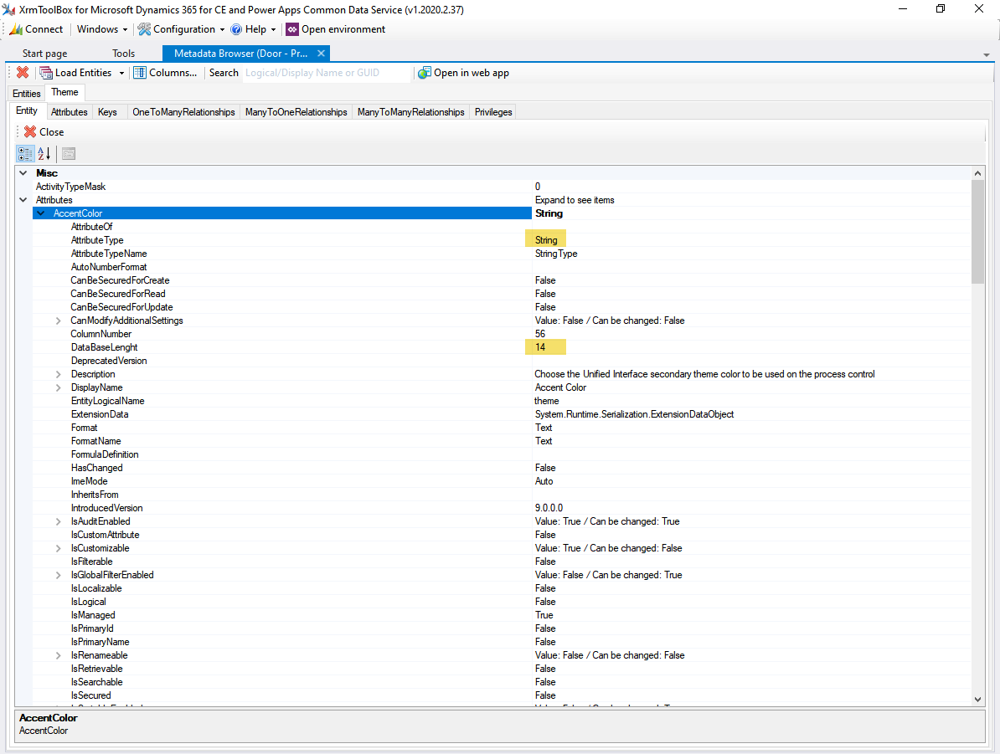 XrmToolBox for Microsoft Dynamics 365 for CE and Power Apps Common Data Service (v1.2020.2.37)
Connect Windows Configuration Help Open environment
Start page Tools Metadata Browser (Door - Pr...
Load Entities Columns... Search Logical/Display Name or GUID Open in web app
Entities Theme
Entity Attributes Keys OneToManyRelationships ManyToOneRelationships ManyToManyRelationships Privileges
Close
Misc
ActivityTypeMask 0
Attributes Expand to see items
AccentColor String
AttributeOf
AttributeType String
AttributeTypeName StringType
AutoNumberFormat
CanBeSecuredForCreate False
CanBeSecuredForRead False
CanBeSecuredForUpdate False
CanModifyAdditionalSettings Value: False / Can be changed: False
ColumnNumber 56
DataBaseLenght 14
DeprecatedVersion
Description Choose the Unified Interface secondary theme color to be used on the process control
DisplayName Accent Color
EntityLogicalName theme
ExtensionData System.Runtime.Serialization.ExtensionDataObject
Format Text
FormatName Text
FormulaDefinition
HasChanged False
ImeMode Auto
InheritsFrom
IntroducedVersion 9.0.0.0
IsAuditEnabled Value: True / Can be changed: True
IsCustomAttribute False
IsCustomizable Value: True / Can be changed: False
IsFilterable False
IsGlobalFilterEnabled Value: False / Can be changed: True
IsLocalizable False
IsLogical False
IsManaged True
IsPrimaryId False
IsPrimaryName False
IsRenameable Value: False / Can be changed: False
IsRetrievable False
IsSearchable False
IsSecured False
AccentColor
AccentColor